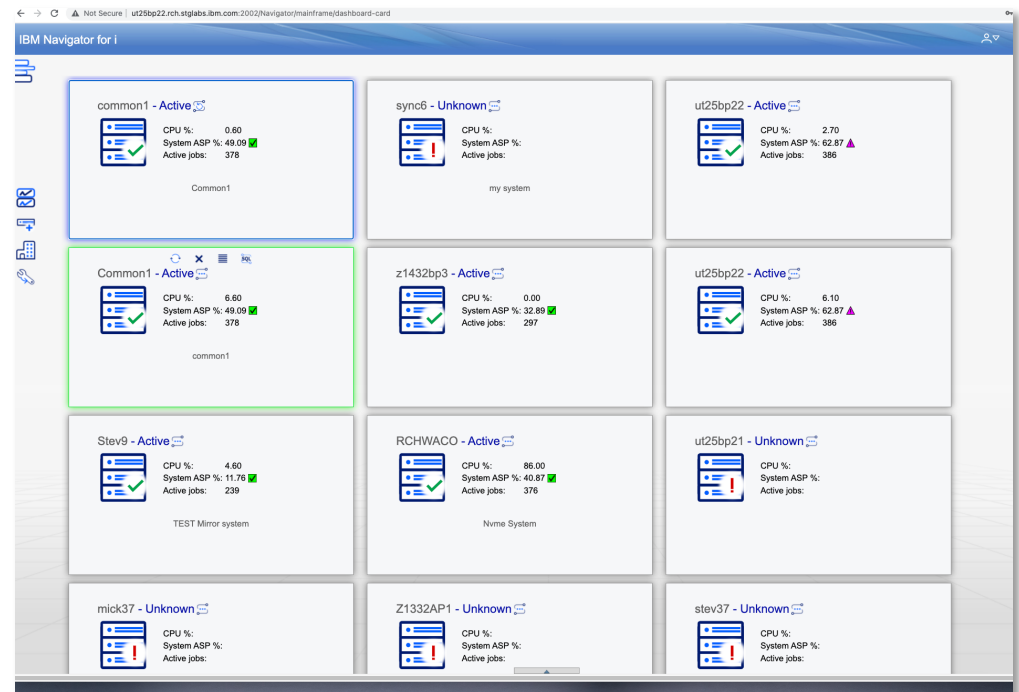 Not Secure | ut25bp22.rch.stglabs.ibm.com:2002/Navigator/mainframe/dashboard-card
IBM Navigator for i
common1 - Active
CPU %: 0.60
System ASP %: 49.09
Active jobs: 378
Common1
sync6 - Unknown
CPU %:
System ASP %:
Active jobs:
my system
ut25bp22 - Active
CPU %: 2.70
System ASP %: 62.87
Active jobs: 386
SQL
Common1 - Active
CPU %: 6.60
System ASP %: 49.09
Active jobs: 378
common1
z1432bp3 - Active
CPU %: 0.00
System ASP %: 32.89
Active jobs: 297
ut25bp22 - Active
CPU %: 6.10
System ASP %: 62.87
Active jobs: 386
Stev9 - Active
CPU %: 4.60
System ASP %: 11.76
Active jobs: 239
TEST Mirror system
RCHWACO - Active
CPU %: 86.00
System ASP %: 40.87
Active jobs: 376
Nvme System
ut25bp21 - Unknown
CPU %:
System ASP %:
Active jobs:
mick37 - Unknown
CPU %:
System ASP %:
Active jobs:
Z1332AP1 - Unknown
CPU %:
System ASP %:
Active jobs:
stev37 - Unknown
CPU %:
System ASP %:
Active jobs: